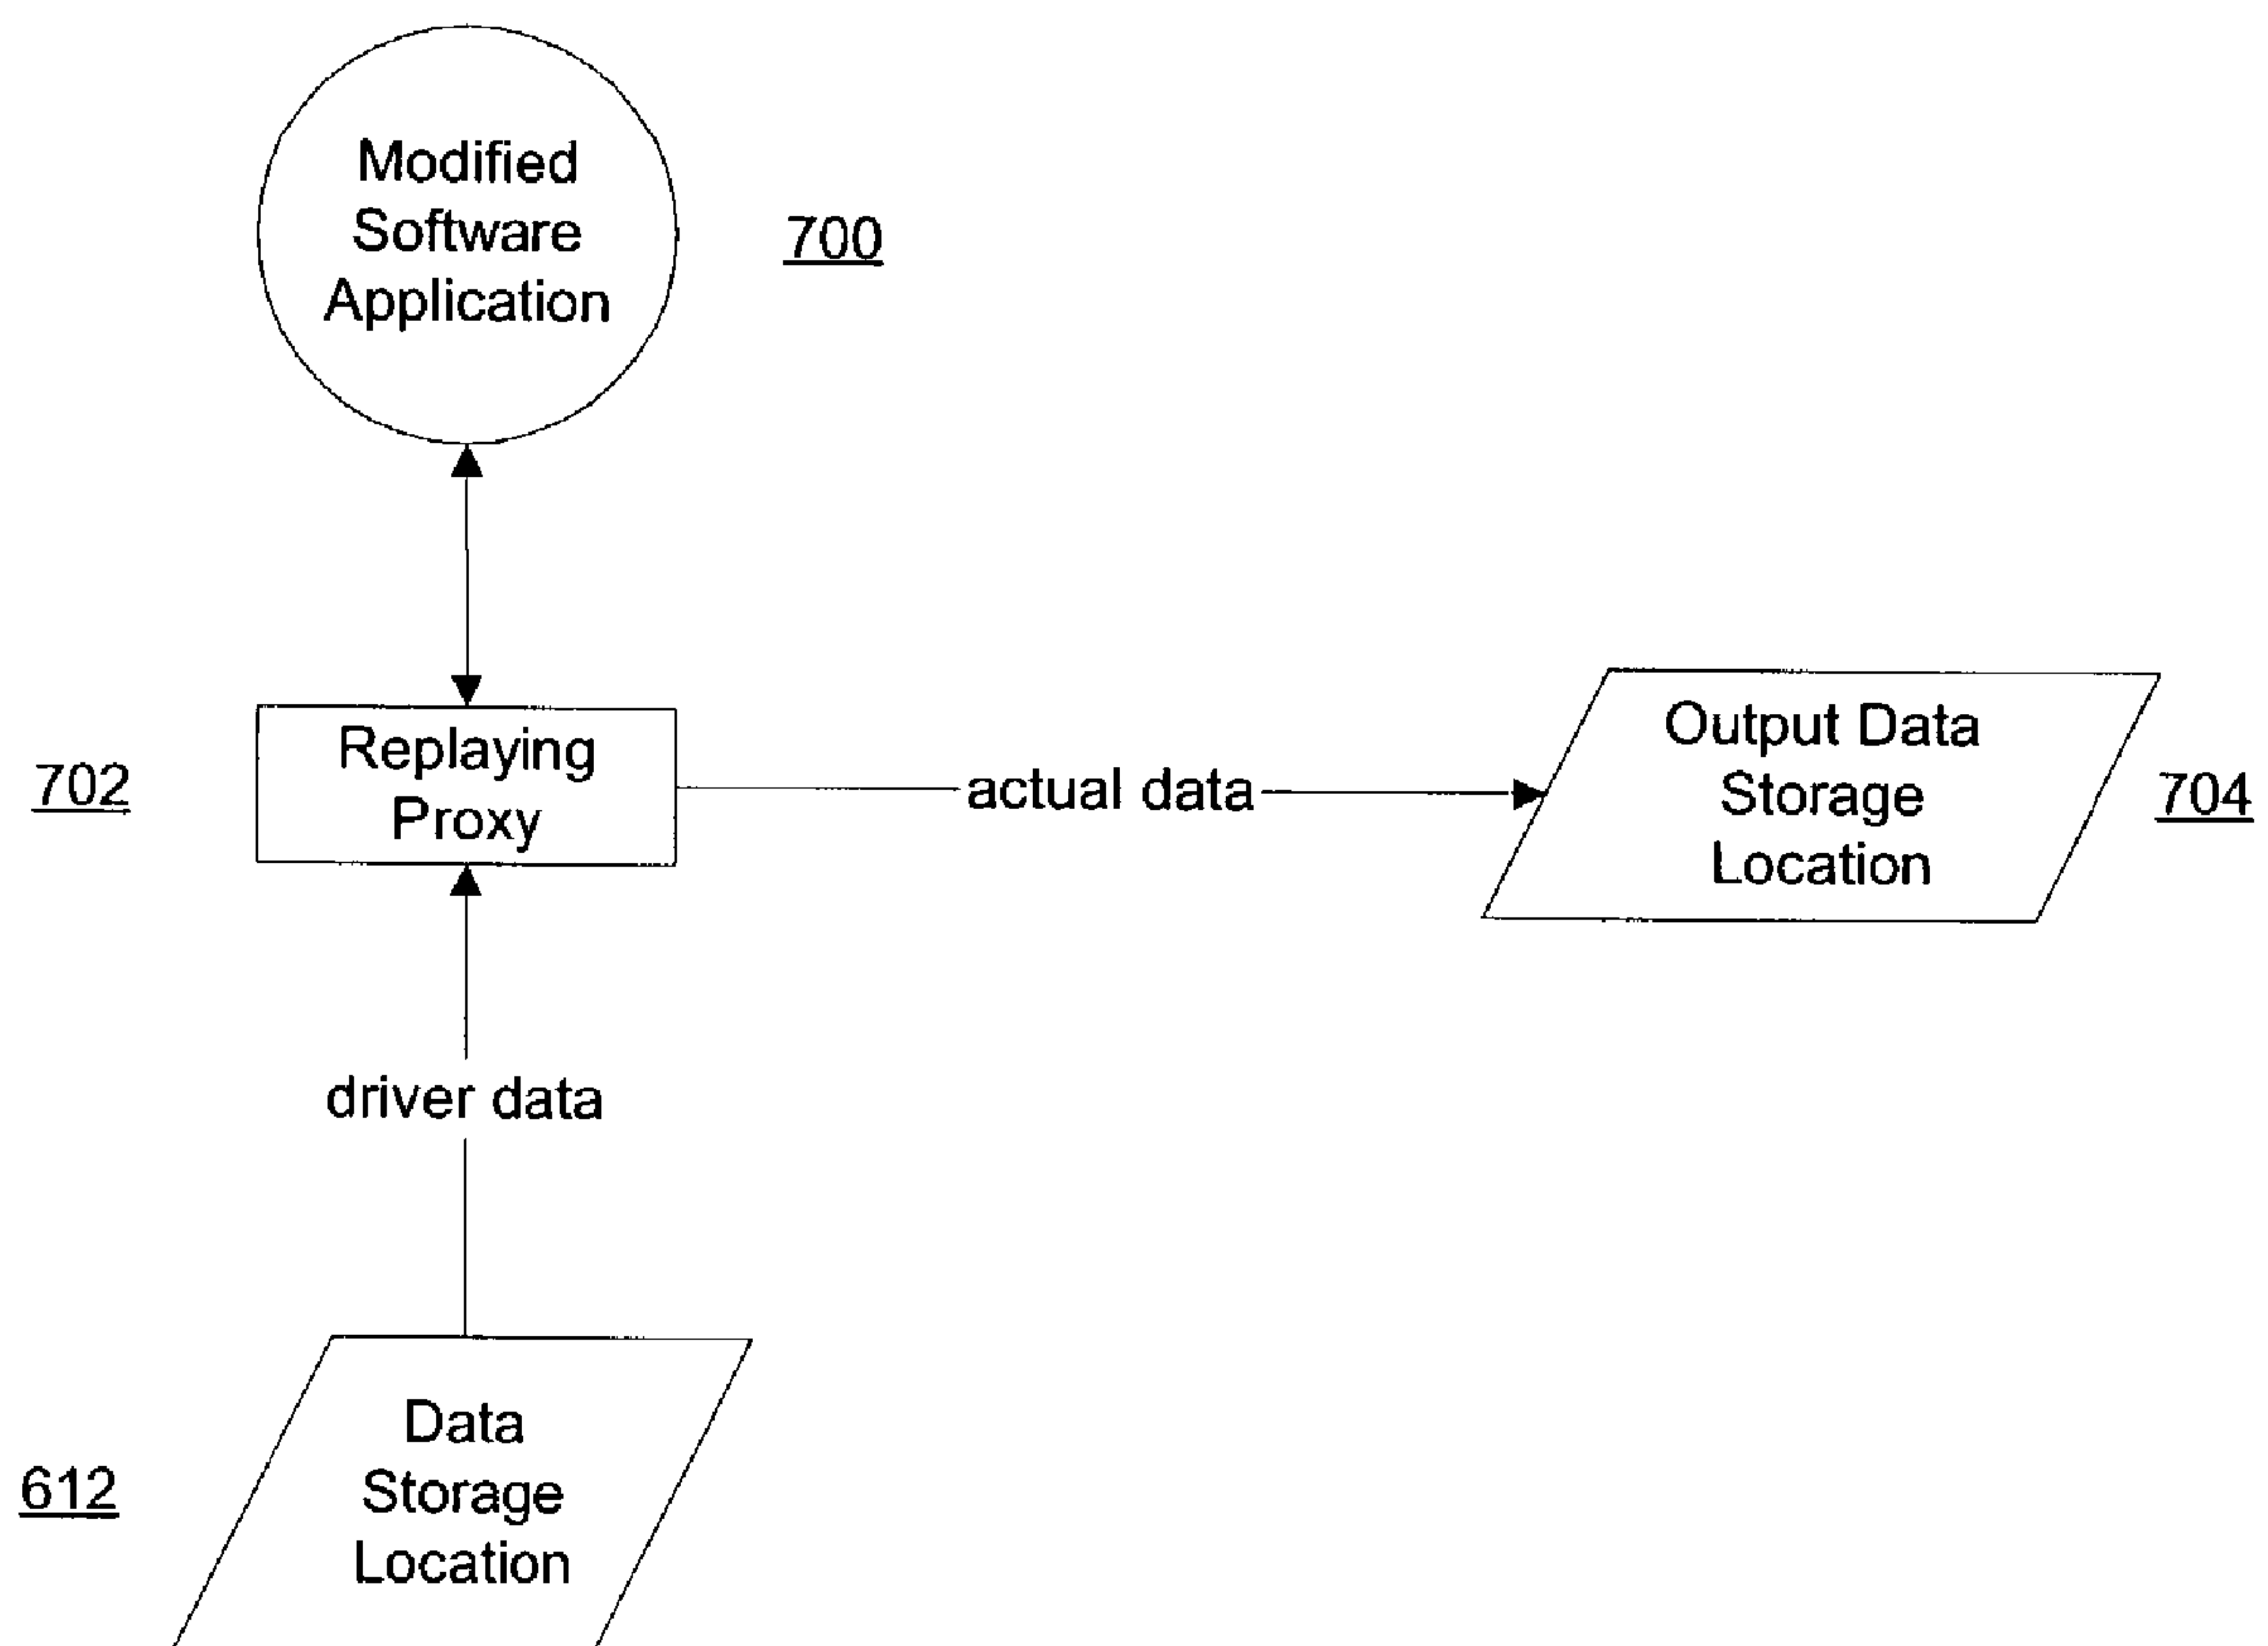 Modified
Software
Application
700
702
Replaying
Proxy
actual data
Output Data
Storage
Location
704
driver data
612
Data
Storage
Location